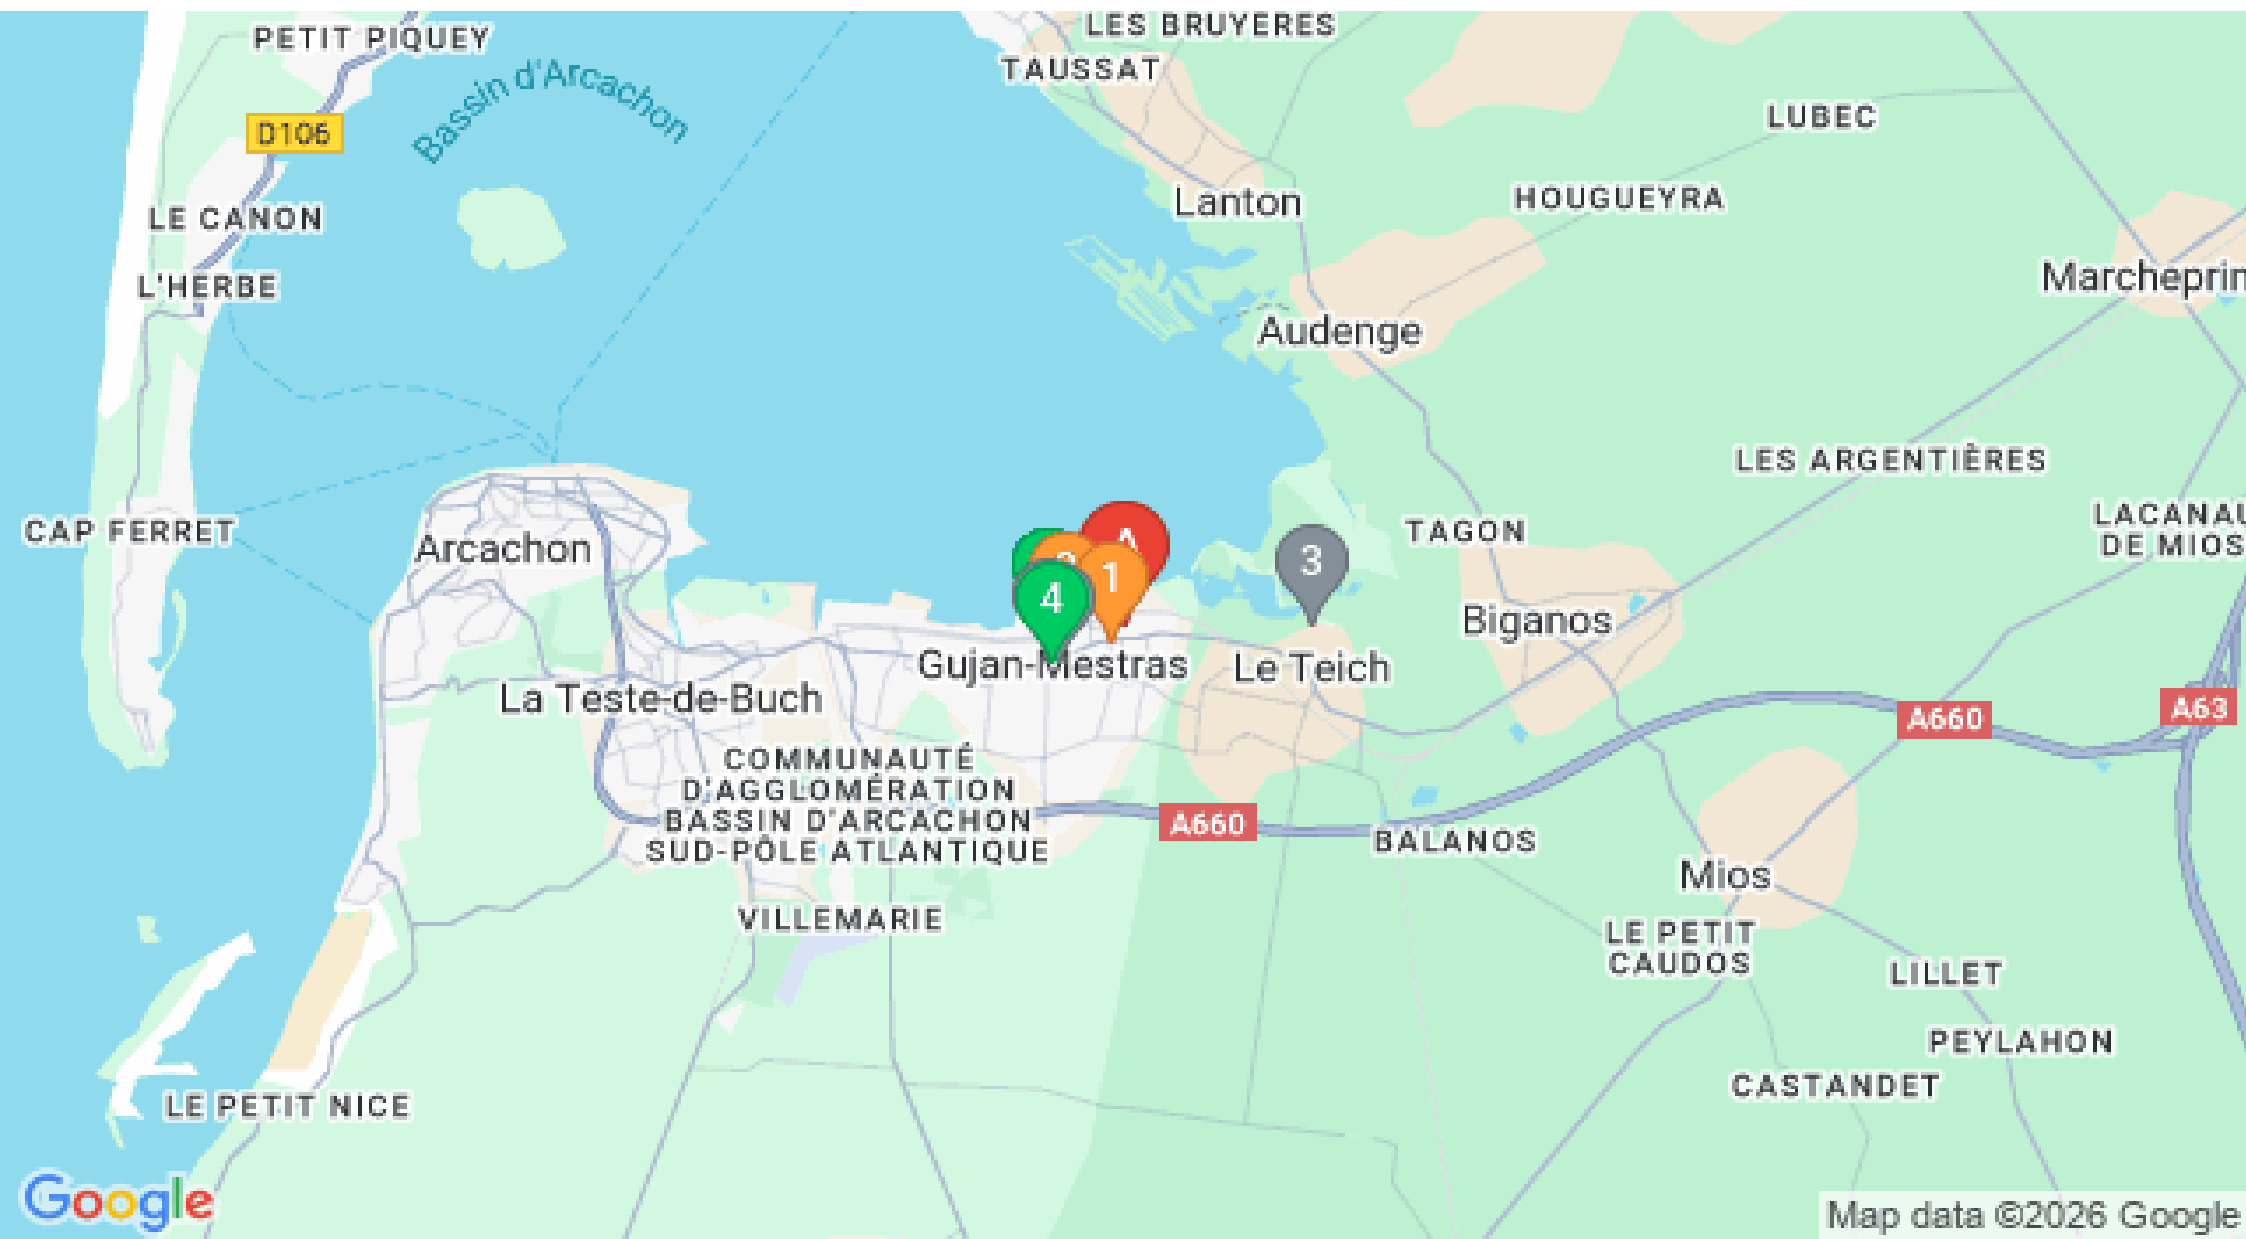 PETIT PIQUEY
LES BRUYERES
TAUSSAT
Bassin d'Arcachon
D106
LUBEC
LE CANON
Lanton
HOUGUEYRA
L'HERBE
Marcheprin
Audenge
LES ARGENTIÈRES
CAP FERRET
Arcachon
A
1
3
4
TAGON
LACANAU
DE MIOS
Biganos
Gujan-Mestras
Le Teich
La Teste-de-Buch
A660
A63
COMMUNAUTÉ
D'AGGLOMÉRATION
BASSIN D'ARCACHON
SUD-PÔLE ATLANTIQUE
A660
BALANOS
Mios
VILLEMARIE
LE PETIT
CAUDOS
LILLET
PEYLAHON
CASTANDET
LE PETIT NICE
Google
Map data ©2026 Google